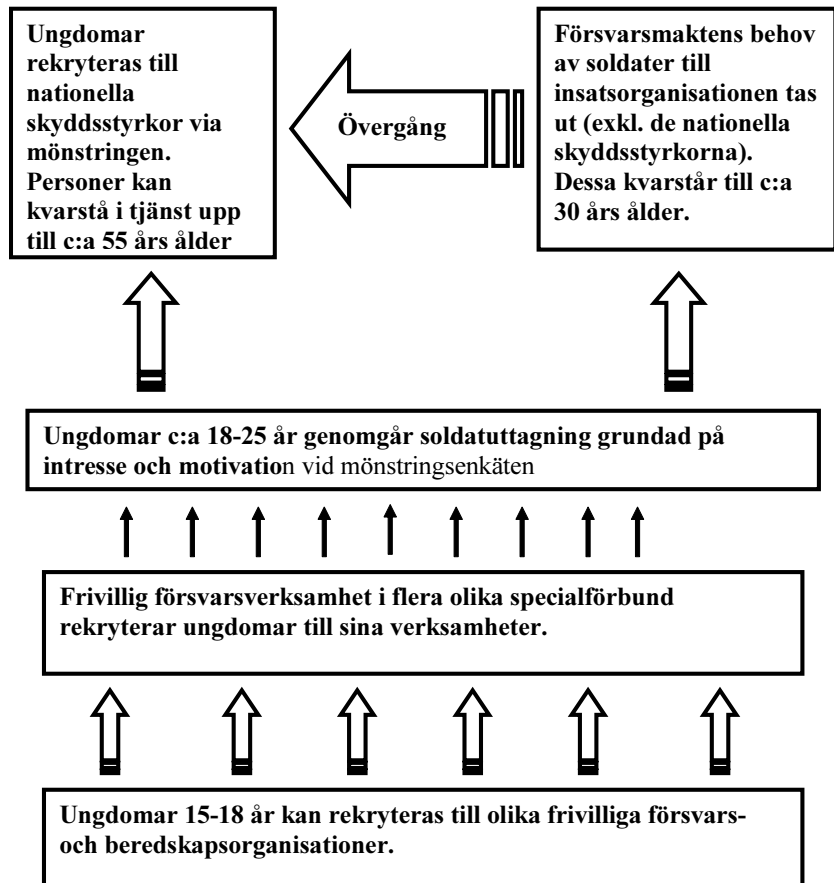 Ungdomar
rekryteras till
nationella
skyddsstyrkor via
mönstringen.
Personer kan
kvarstå i tjänst upp
till c:a 55 års ålder
Övergång
Försvarsmaktens behov
av soldater till
insatsorganisationen tas
ut (exkl. de nationella
skyddsstyrkorna).
Dessa kvarstår till c:a
30 års ålder.
Ungdomar c:a 18-25 år genomgår soldatuttagning grundad på
intresse och motivation vid mönstringsenkäten
Frivillig försvarsverksamhet i flera olika specialförbund
rekryterar ungdomar till sina verksamheter.
Ungdomar 15-18 år kan rekryteras till olika frivilliga försvars-
och beredskapsorganisationer.